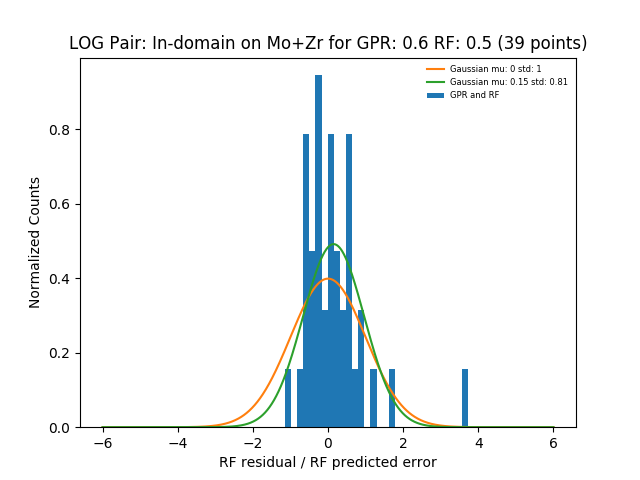 LOG Pair: In-domain on Mo+Zr for GPR: 0.6 RF: 0.5 (39 points)
Gaussian mu: 0 std: 1
Gaussian mu: 0.15 std: 0.81
GPR and RF
Normalized Counts
0.8
0.6
0.4
0.2
0.0
−6 −4 −2 0 2 4 6
RF residual / RF predicted error